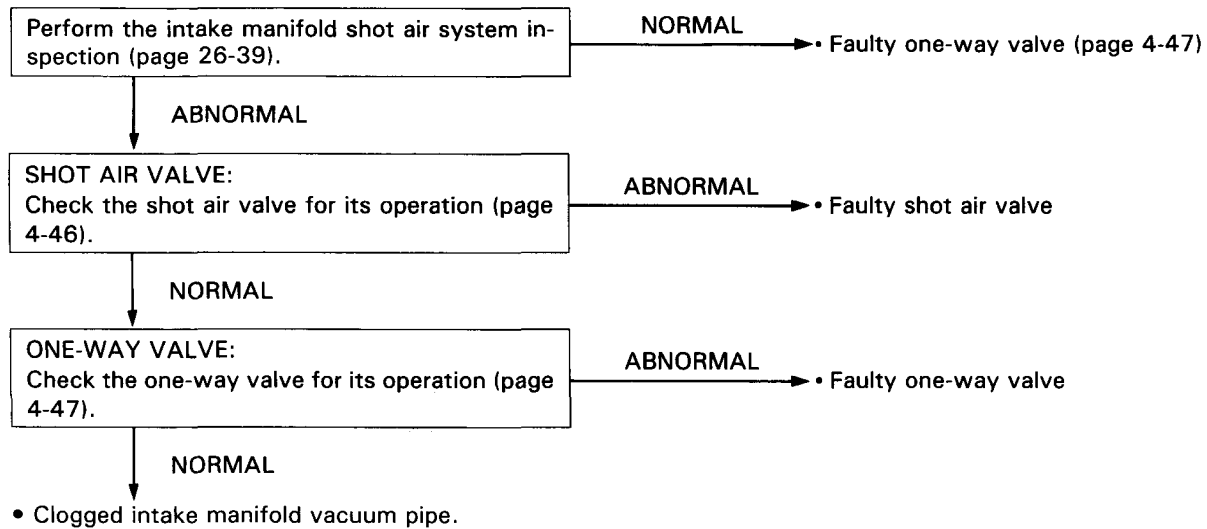 Perform the intake manifold shot air system in-
spection (page 26-39).
NORMAL
• Faulty one-way valve (page 4-47)
ABNORMAL
SHOT AIR VALVE:
Check the shot air valve for its operation (page
4-46).
ABNORMAL
• Faulty shot air valve
NORMAL
ONE-WAY VALVE:
Check the one-way valve for its operation (page
4-47).
ABNORMAL
• Faulty one-way valve
NORMAL
• Clogged intake manifold vacuum pipe.